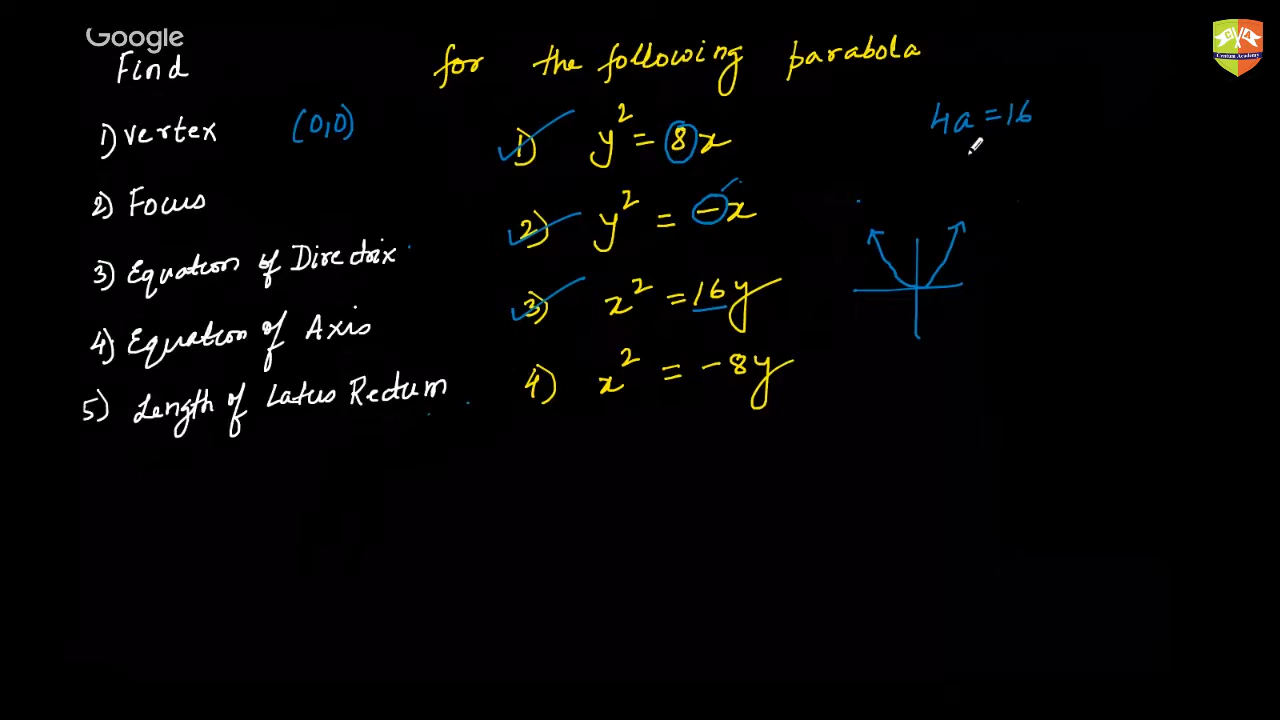 Google
Find for the following parabola
1) Vertex (0,0)
2) Focus
3) Equation of Directrix
4) Equation of Axis
5) Length of Latus Rectum
1) y² = 8x
2) y² = -x
3) x² = 16y
4) x² = -8y
4a = 16